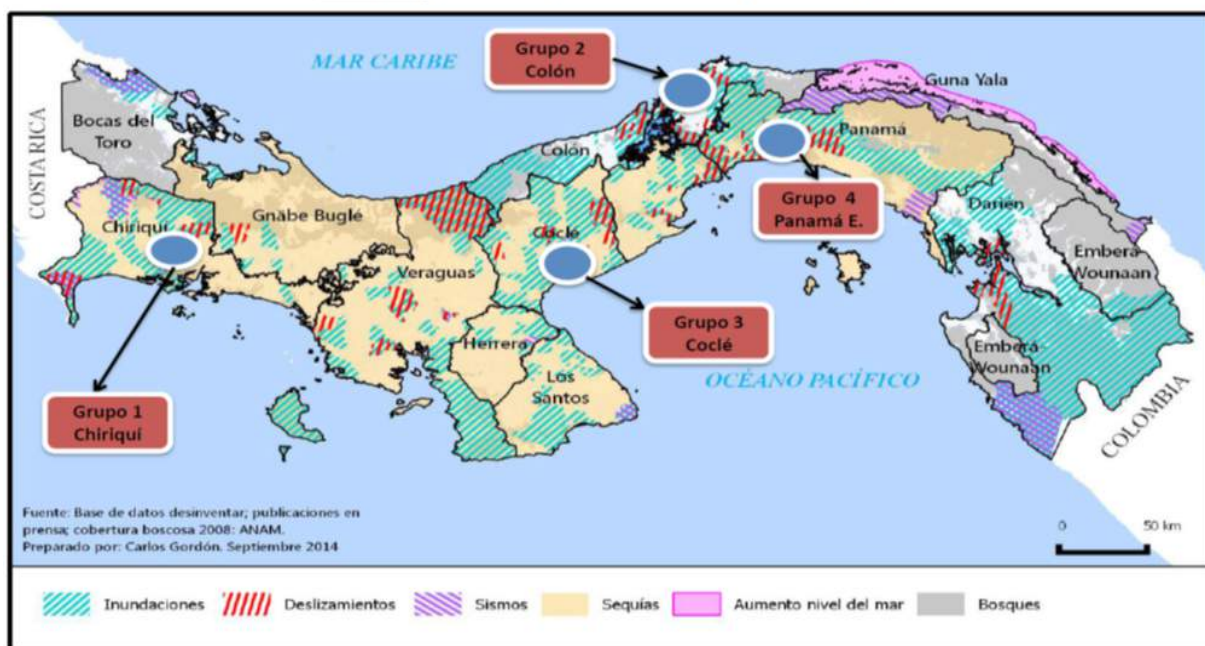 MAR CARIBE
Grupo 2
Colón
Guna Yala
COSTA RICA
Bocas del
Toro
Colón
Panamá
Grupo 4
Panamá E.
Darién
Chiriquí
Gnäbe Buglé
Coclé
Emberá
Wounaan
Veraguas
Grupo 3
Coclé
Herrera
Emberá
Wounaan
Los
Santos
OCÉANO PACÍFICO
COLOMBIA
Grupo 1
Chiriquí
Fuente: Base de datos desinventar; publicaciones en
prensa; cobertura boscosa 2008: ANAM.
Preparado por: Carlos Gordón. Septiembre 2014
0 50 km
Inundaciones
Deslizamientos
Sismos
Sequías
Aumento nivel del mar
Bosques